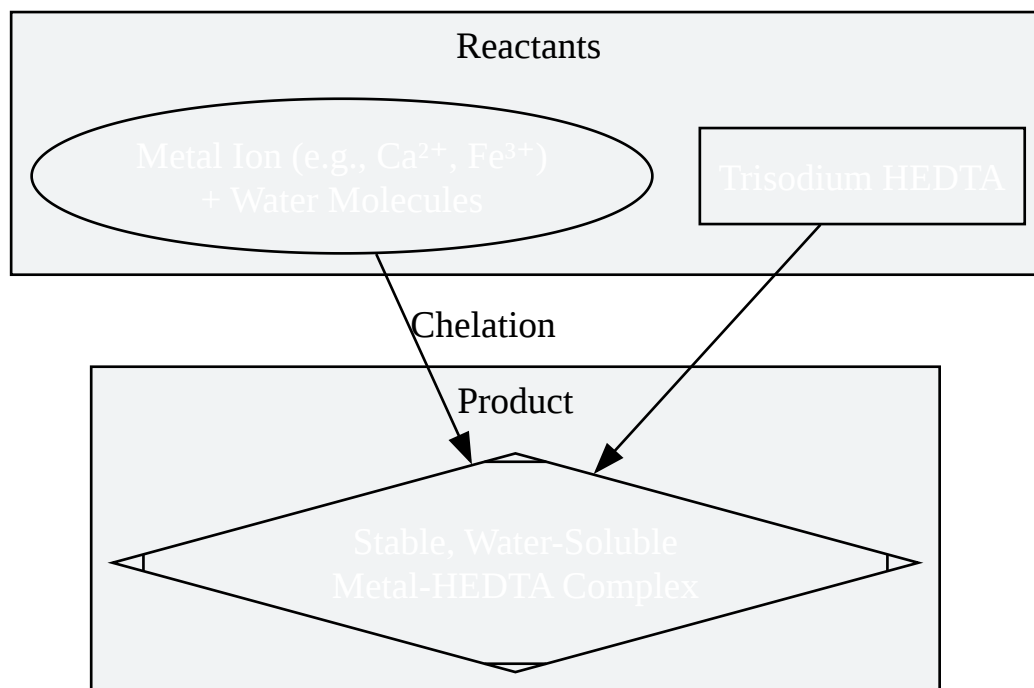 Reactants
Metal Ion (e.g., Ca²⁺, Fe³⁺)
+ Water Molecules
Trisodium HEDTA
Chelation
Product
Stable, Water-Soluble
Metal-HEDTA Complex